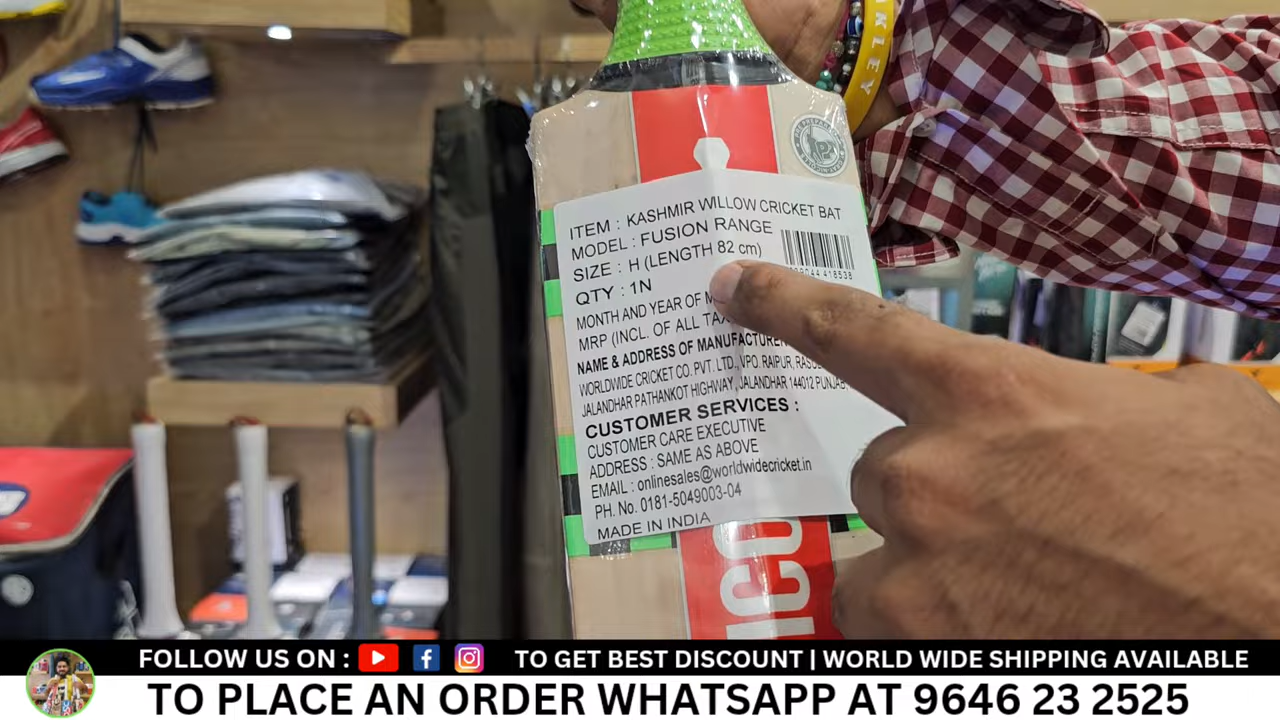 KLEY
ITEM : KASHMIR WILLOW CRICKET BAT
MODEL : FUSION RANGE
SIZE : H (LENGTH 82 cm)
QTY : 1N
MONTH AND YEAR OF M
MRP (INCL. OF ALL TAX
NAME & ADDRESS OF MANUFACTURER
WORLDWIDE CRICKET CO. PVT. LTD., VPO. RAIPUR,
JALANDHAR PATHANKOT HIGHWAY, JALANDHAR 144012 PUNJAB
CUSTOMER SERVICES :
CUSTOMER CARE EXECUTIVE
ADDRESS : SAME AS ABOVE
EMAIL : onlinesales@worldwidecricket.in
PH. No. 0181-5049003-04
MADE IN INDIA
ICO
FOLLOW US ON : TO GET BEST DISCOUNT | WORLD WIDE SHIPPING AVAILABLE
TO PLACE AN ORDER WHATSAPP AT 9646 23 2525